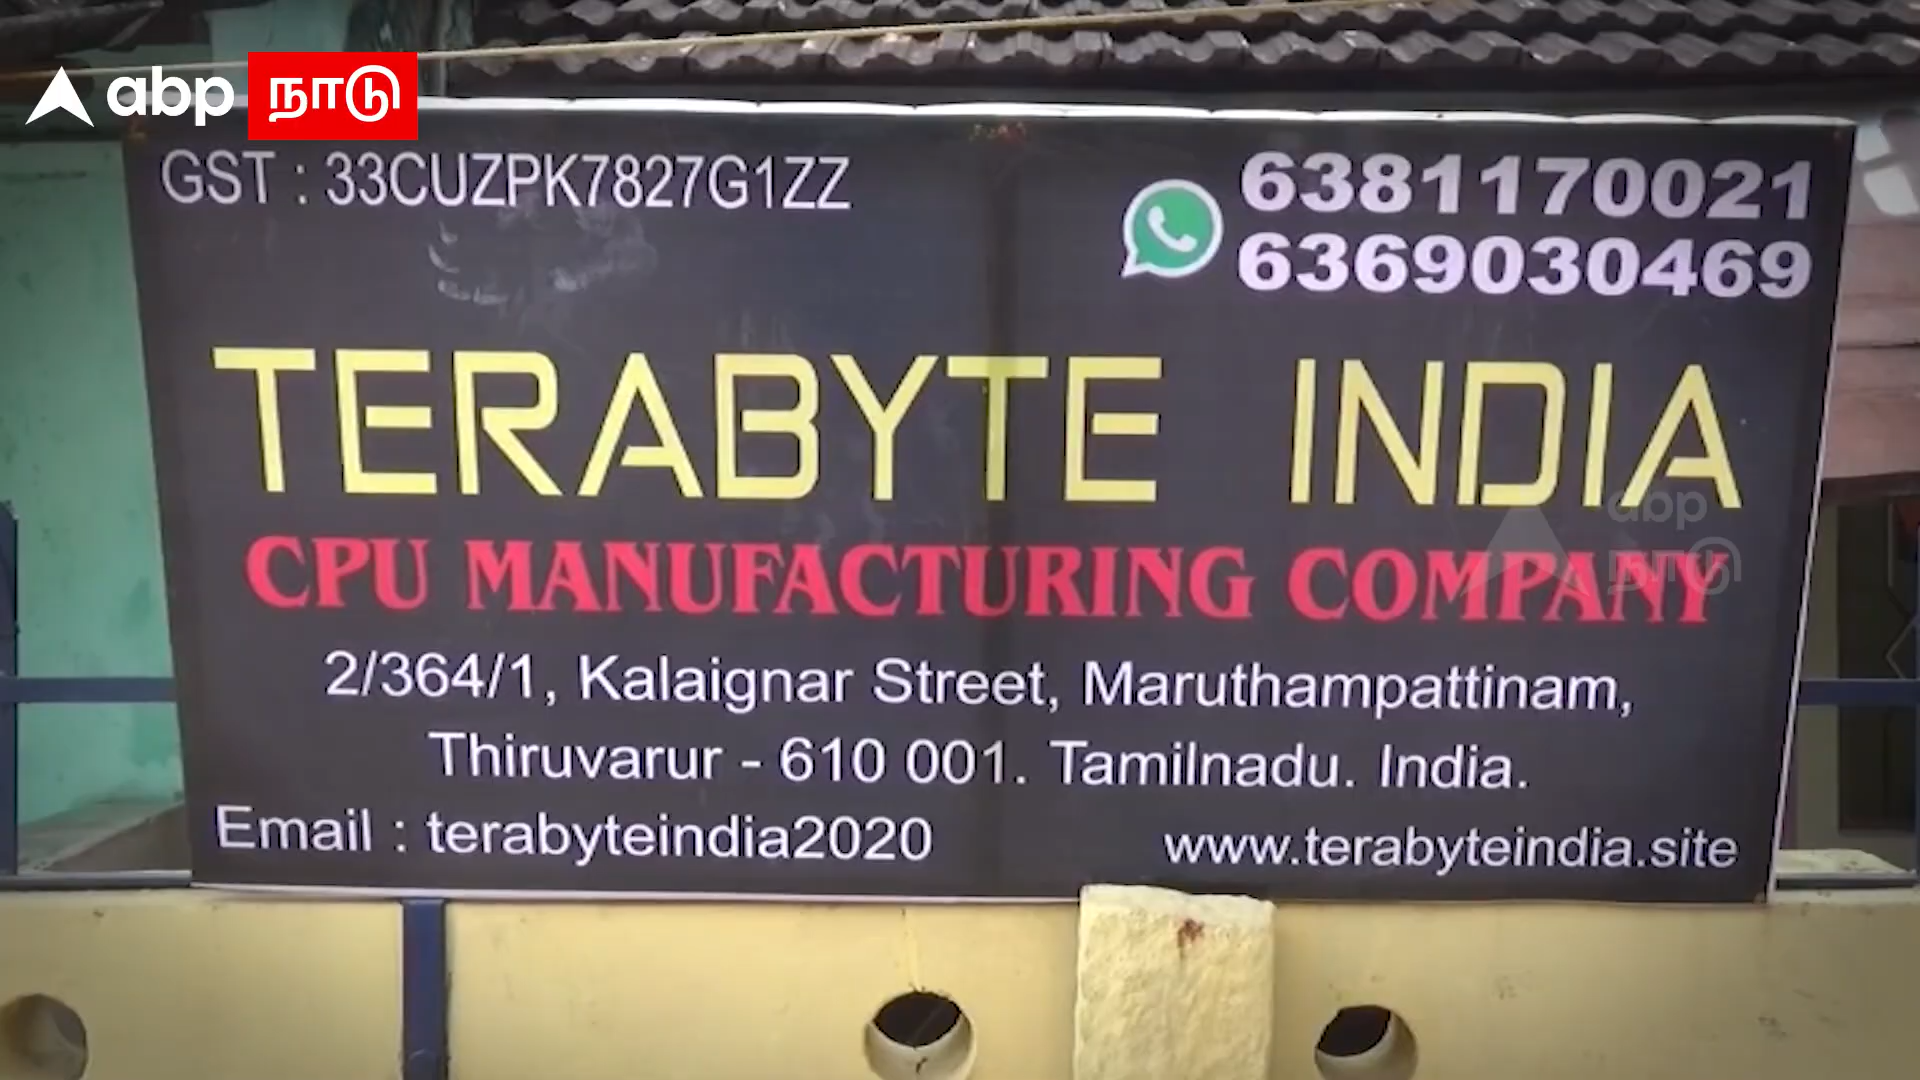 abp நாடு
GST : 33CUZPK7827G1ZZ
6381170021
6369030469
TERABYTE INDIA
CPU MANUFACTURING COMPANY
2/364/1, Kalaignar Street, Maruthampattinam,
Thiruvarur - 610 001. Tamilnadu. India.
Email : terabyteindia2020
www.terabyteindia.site
abp
நாடு